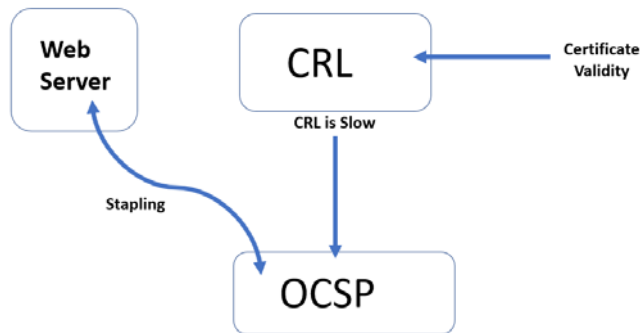 Web
Server
CRL
Certificate
Validity
CRL is Slow
Stapling
OCSP